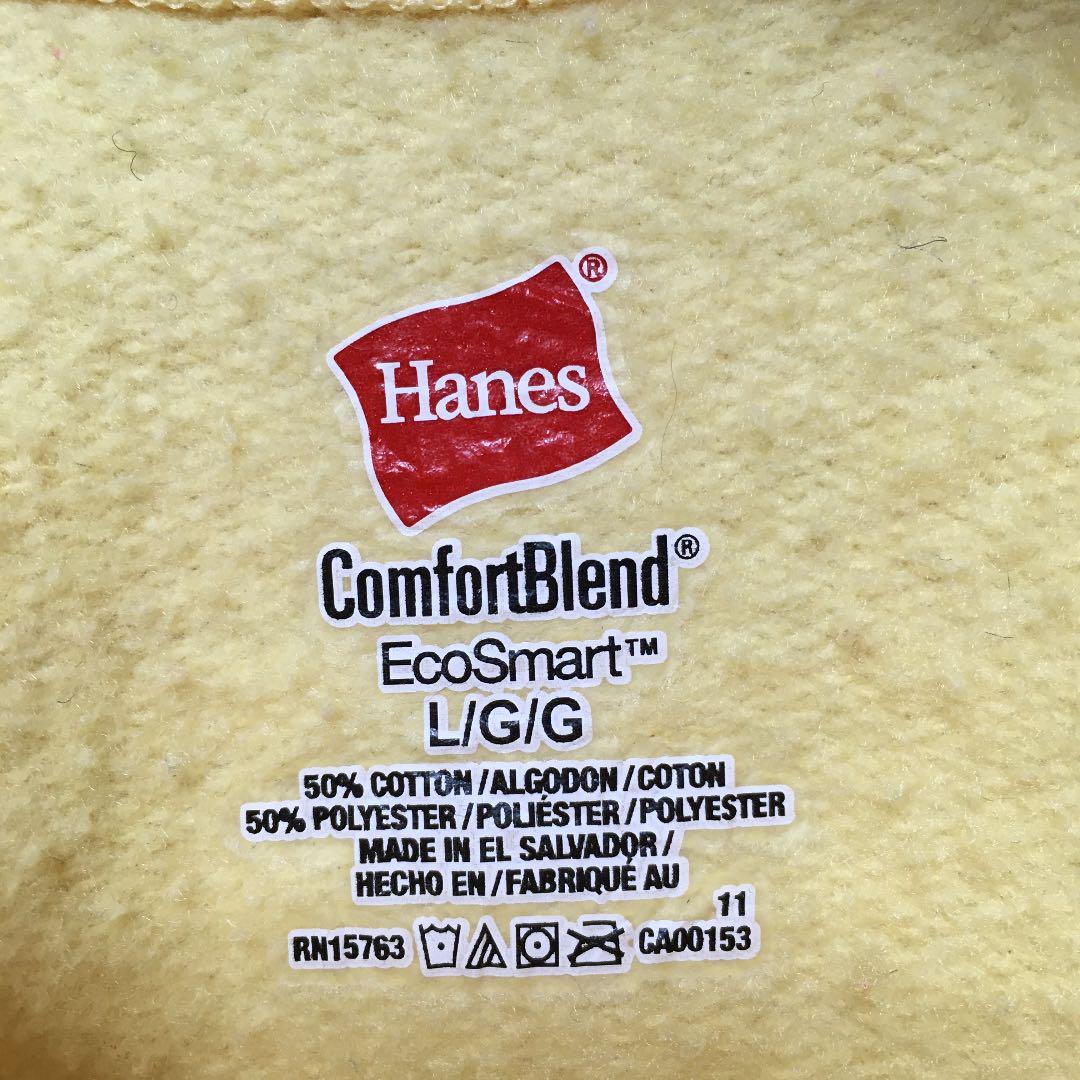 Hanes®
ComfortBlend®
EcoSmart™
L/G/G
50% COTTON/ALGODON/COTON
50% POLYESTER/POLIÉSTER/POLYESTER
MADE IN EL SALVADOR/
HECHO EN/FABRIQUÉ AU
11
RN15763 CA00153